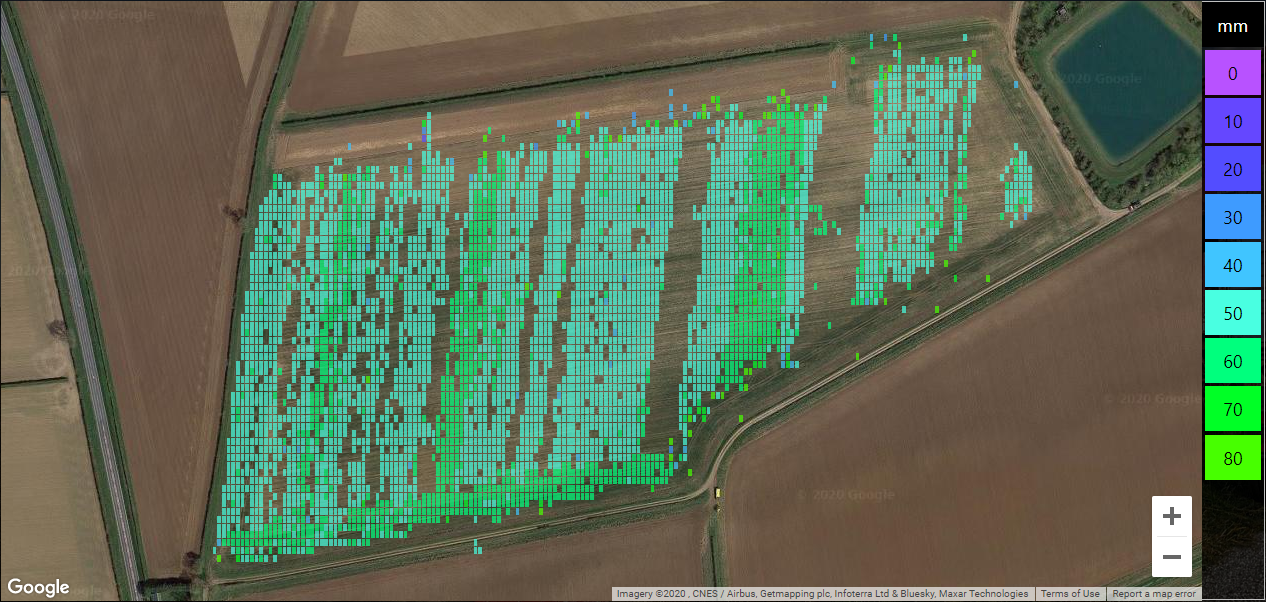 © 2020 Google
mm
0
10
2020 Google
20
30
40
2020 Google
50
60
© 2020 Google
70
80
© 2020 Google
Google
Imagery ©2020 , CNES / Airbus, Getmapping plc, Infoterra Ltd & Bluesky, Maxar Technologies
Terms of Use
Report a map error